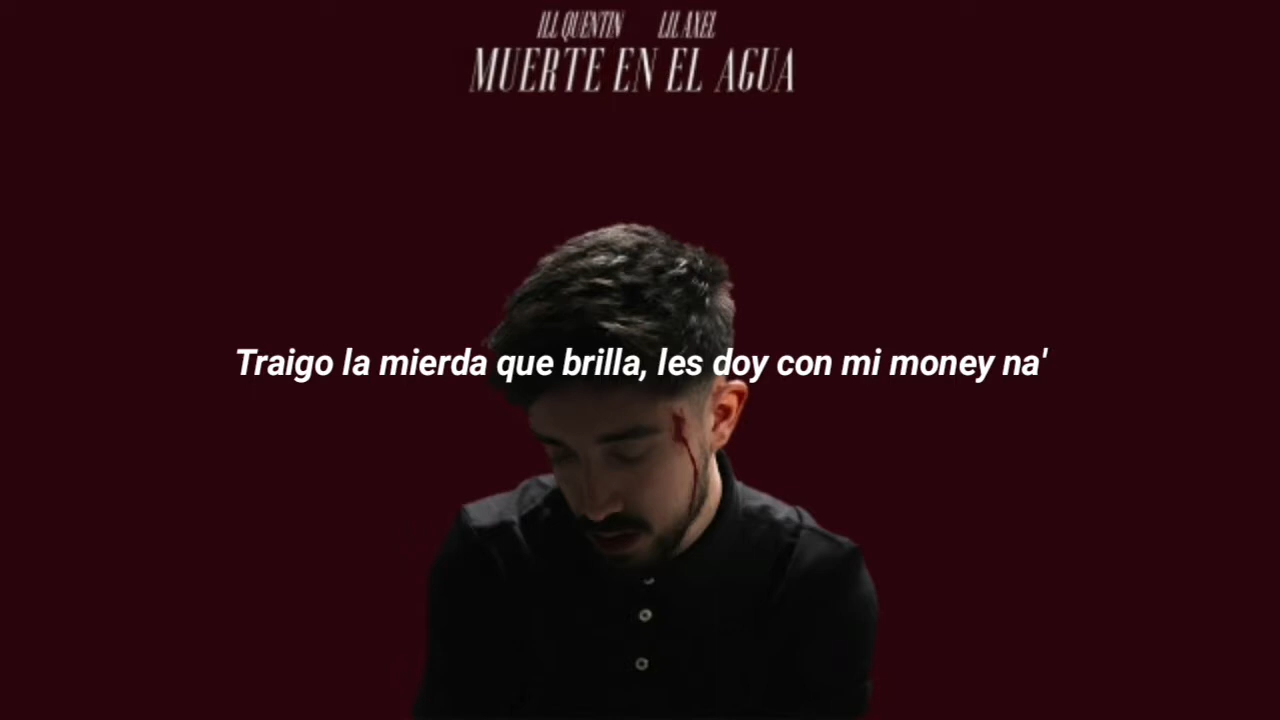 ILL QUENTIN LIL AXEL
MUERTE EN EL AGUA
Traigo la mierda que brilla, les doy con mi money na'